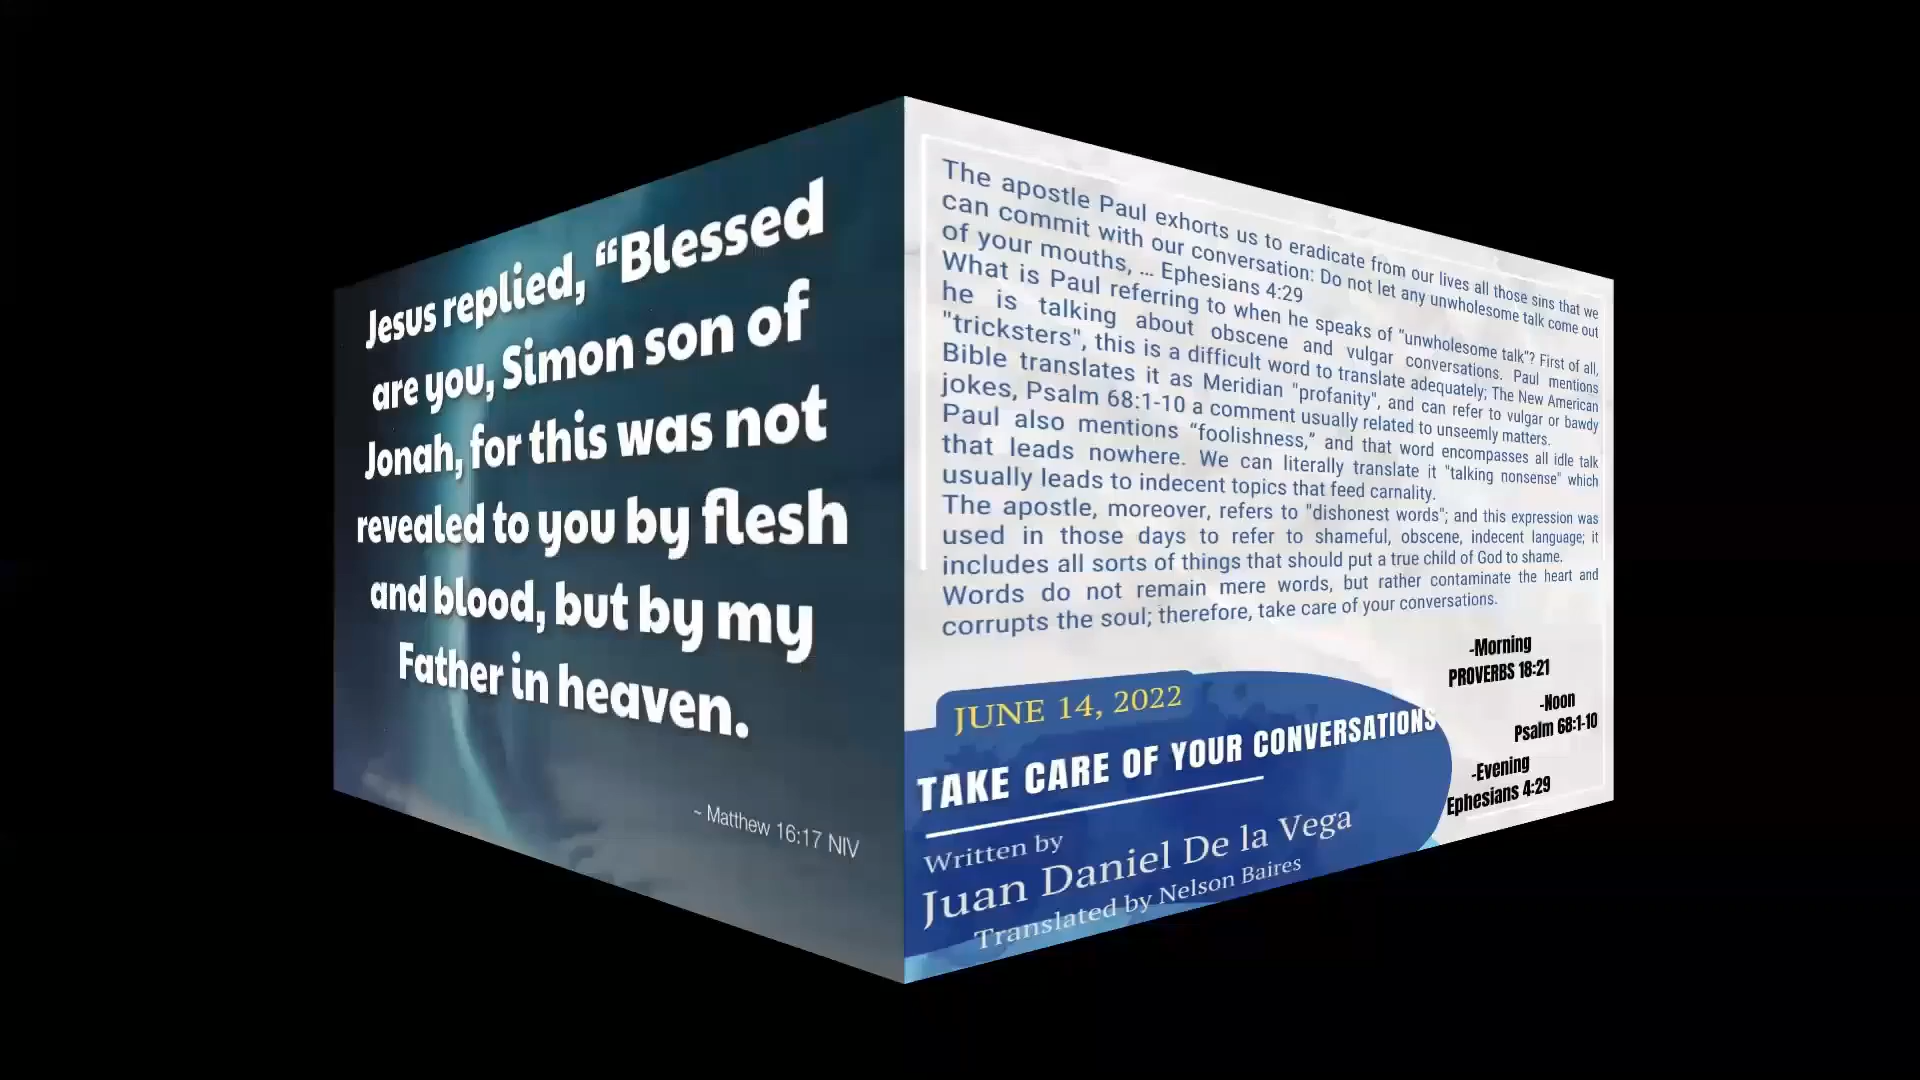 Jesus replied, “Blessed
are you, Simon son of
Jonah, for this was not
revealed to you by flesh
and blood, but by my
Father in heaven.
~ Matthew 16:17 NIV
The apostle Paul exhorts us to eradicate from our lives all those sins that we
can commit with our conversation: Do not let any unwholesome talk come out
of your mouths, ... Ephesians 4:29
What is Paul referring to when he speaks of "unwholesome talk"? First of all,
he is talking about obscene and vulgar conversations. Paul mentions
"tricksters", this is a difficult word to translate adequately; The New American
Bible translates it as Meridian "profanity", and can refer to vulgar or bawdy
jokes, Psalm 68:1-10 a comment usually related to unseemly matters.
Paul also mentions “foolishness,” and that word encompasses all idle talk
that leads nowhere. We can literally translate it "talking nonsense" which
usually leads to indecent topics that feed carnality.
The apostle, moreover, refers to "dishonest words"; and this expression was
used in those days to refer to shameful, obscene, indecent language; it
includes all sorts of things that should put a true child of God to shame.
Words do not remain mere words, but rather contaminate the heart and
corrupts the soul; therefore, take care of your conversations.
-Morning
PROVERBS 18:21
-Noon
Psalm 68:1-10
-Evening
Ephesians 4:29
JUNE 14, 2022
TAKE CARE OF YOUR CONVERSATIONS
Written by
Juan Daniel De la Vega
Translated by Nelson Baires